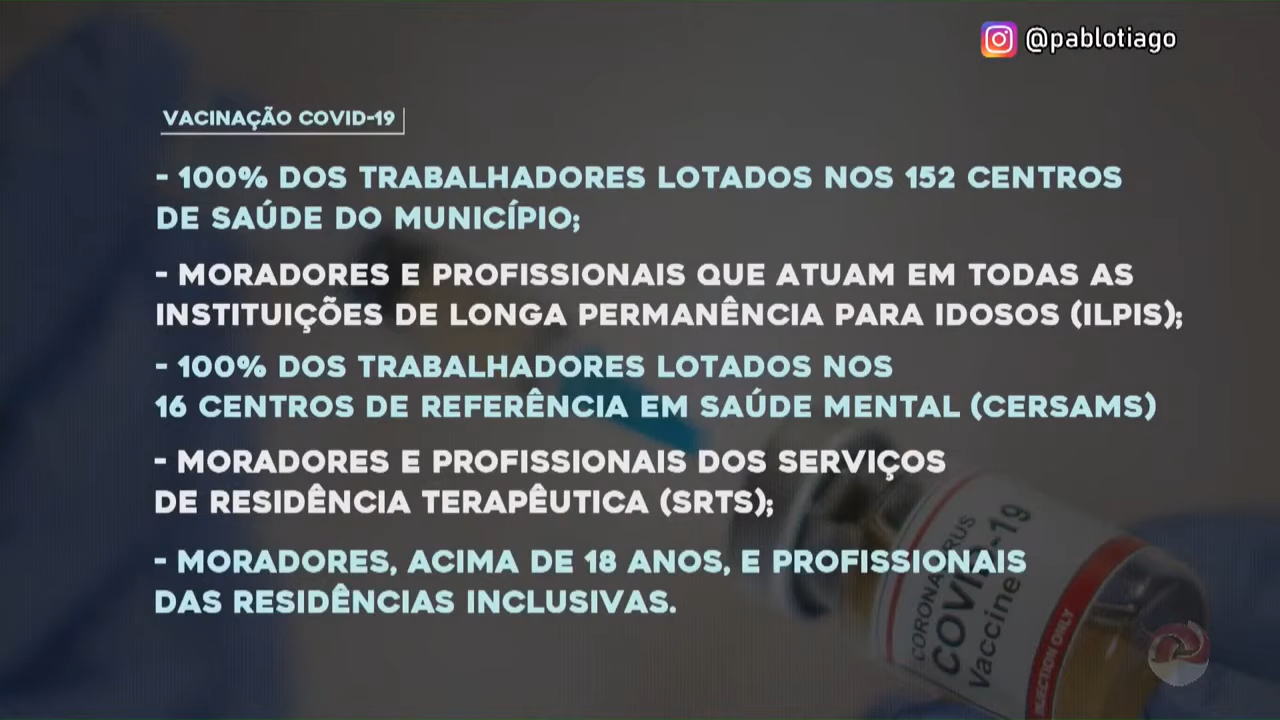 @pablotiago
VACINAÇÃO COVID-19
- 100% DOS TRABALHADORES LOTADOS NOS 152 CENTROS
DE SAÚDE DO MUNICÍPIO;
- MORADORES E PROFISSIONAIS QUE ATUAM EM TODAS AS
INSTITUIÇÕES DE LONGA PERMANÊNCIA PARA IDOSOS (ILPIS);
- 100% DOS TRABALHADORES LOTADOS NOS
16 CENTROS DE REFERÊNCIA EM SAÚDE MENTAL (CERSAMS)
- MORADORES E PROFISSIONAIS DOS SERVIÇOS
DE RESIDÊNCIA TERAPÊUTICA (SRTS);
- MORADORES, ACIMA DE 18 ANOS, E PROFISSIONAIS
DAS RESIDÊNCIAS INCLUSIVAS.
CORONAVIRUS
COVID-19
Vaccine
INJECTION ONLY